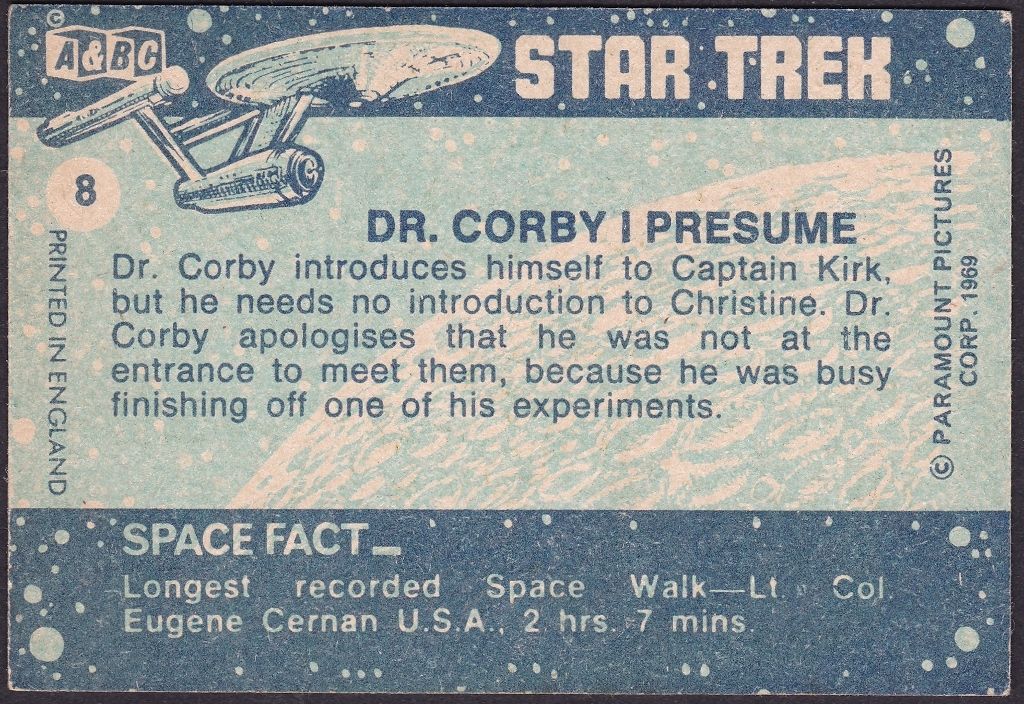 © A&BC
STAR TREK
8
PRINTED IN ENGLAND
DR. CORBY I PRESUME
Dr. Corby introduces himself to Captain Kirk,
but he needs no introduction to Christine. Dr.
Corby apologises that he was not at the
entrance to meet them, because he was busy
finishing off one of his experiments.
© PARAMOUNT PICTURES
CORP. 1969
SPACE FACT_
Longest recorded Space Walk—Lt. Col.
Eugene Cernan U.S.A., 2 hrs. 7 mins.